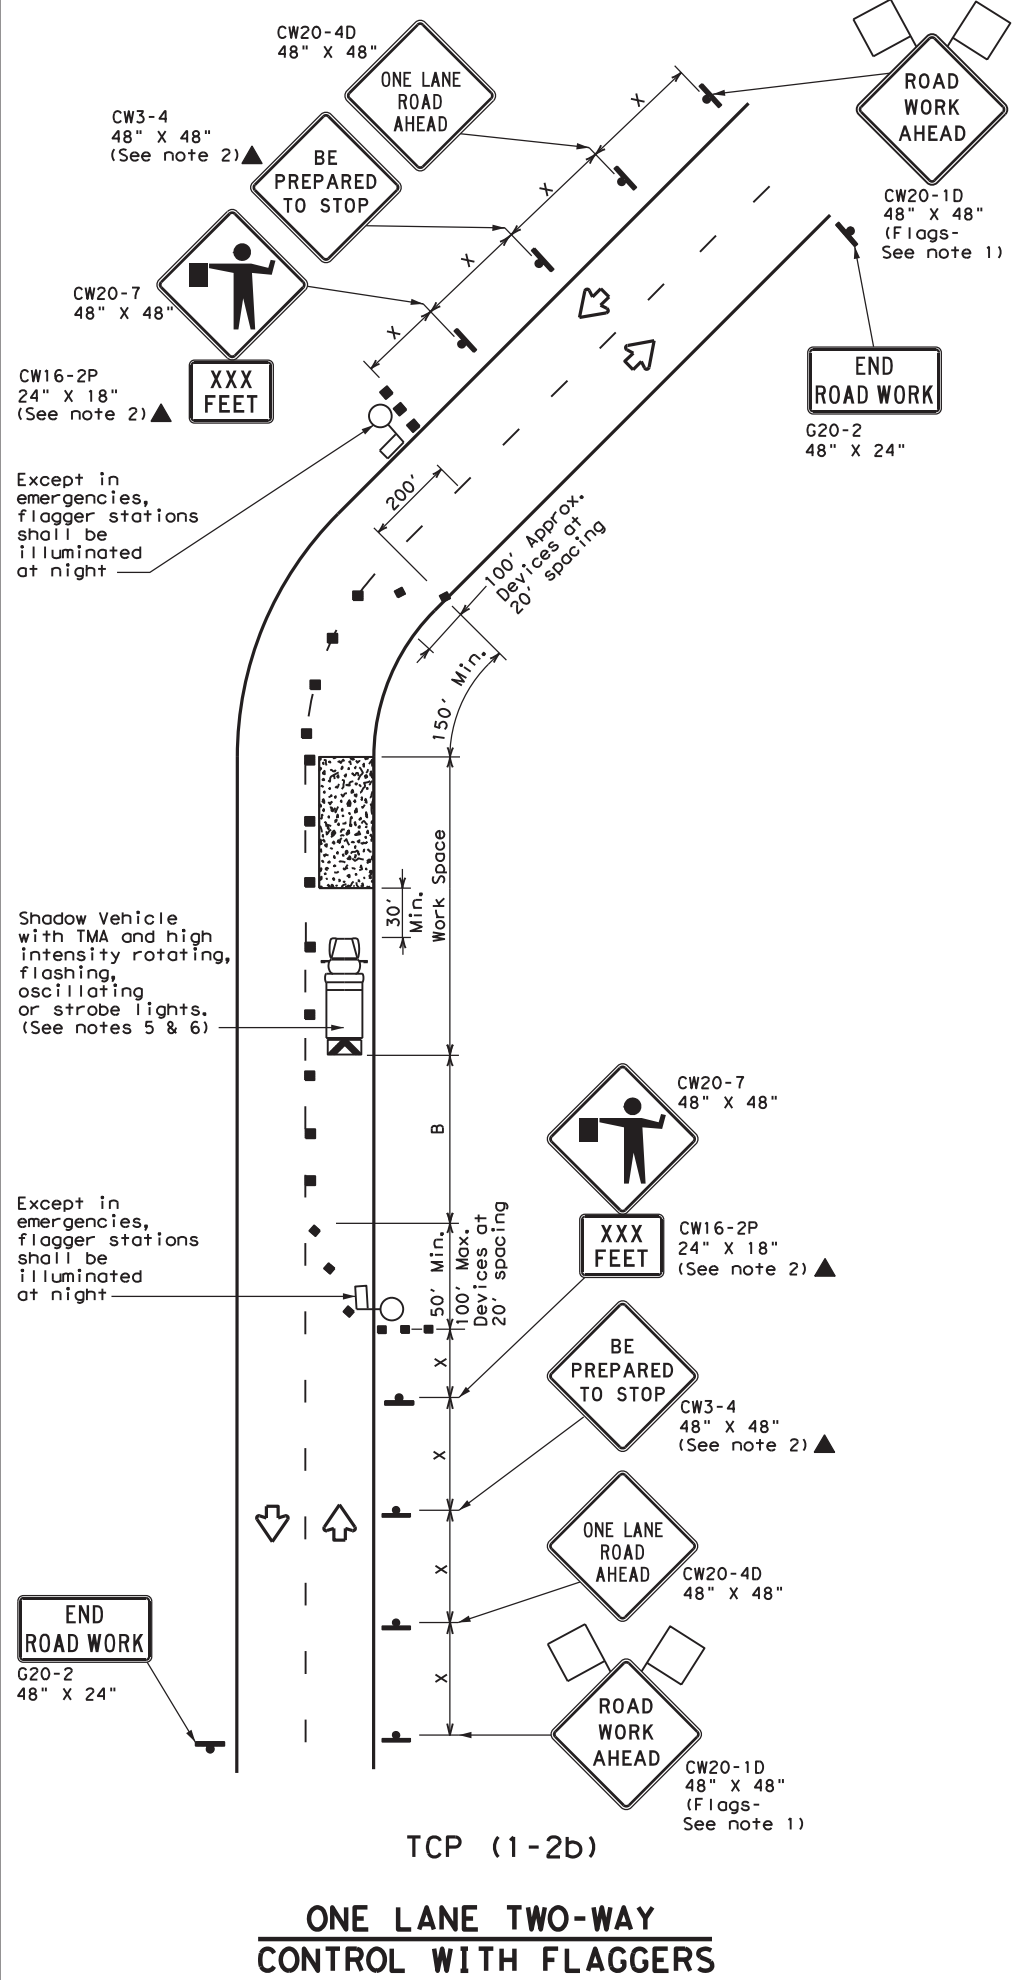 CW20-4D
48" X 48"
ONE LANE
ROAD
AHEAD
ROAD
WORK
AHEAD
CW20-1D
48" X 48"
(Flags-
See note 1)
CW3-4
48" X 48"
(See note 2)
BE
PREPARED
TO STOP
CW20-7
48" X 48"
CW16-2P
24" X 18"
(See note 2)
XXX
FEET
X
X
X
X
END
ROAD WORK
G20-2
48" X 24"
Except in
emergencies,
flagger stations
shall be
illuminated
at night
200'
100' Approx.
Devices at
20' spacing
150' Min.
Work Space
30'
Min.
Shadow Vehicle
with TMA and high
intensity rotating,
flashing,
oscillating
or strobe lights.
(See notes 5 & 6)
B
CW20-7
48" X 48"
XXX
FEET
CW16-2P
24" X 18"
(See note 2)
Except in
emergencies,
flagger stations
shall be
illuminated
at night
50' Min.
100' Max.
Devices at
20' spacing
X
X
X
X
BE
PREPARED
TO STOP
CW3-4
48" X 48"
(See note 2)
ONE LANE
ROAD
AHEAD
CW20-4D
48" X 48"
END
ROAD WORK
G20-2
48" X 24"
ROAD
WORK
AHEAD
CW20-1D
48" X 48"
(Flags-
See note 1)
TCP (1-2b)
ONE LANE TWO-WAY
CONTROL WITH FLAGGERS